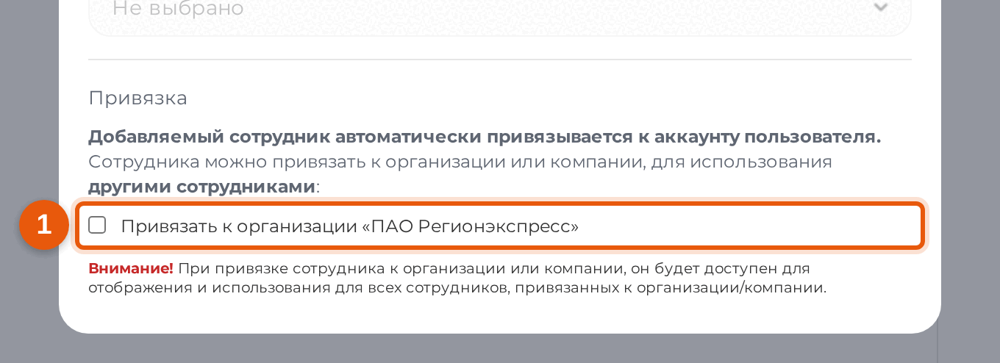 Не выбрано
Привязка
Добавляемый сотрудник автоматически привязывается к аккаунту пользователя.
Сотрудника можно привязать к организации или компании, для использования
другими сотрудниками:
1
Привязать к организации «ПАО Регионэкспресс»
Внимание! При привязке сотрудника к организации или компании, он будет доступен для
отображения и использования для всех сотрудников, привязанных к организации/компании.